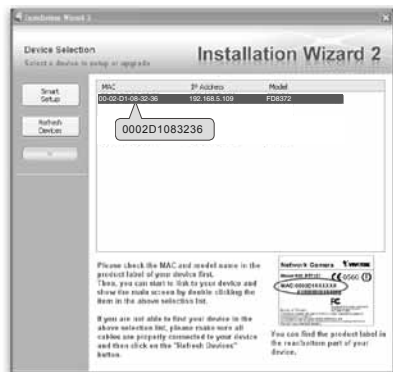 Installation Wizard 2
Device Selection
Select a device to setup or upgrade
Installation Wizard 2
Smart
Setup
Refresh
Devices
MAC IP Address Model
00-02-D1-08-32-36 192.168.5.109 FD8372
0002D1083236
Please check the MAC and model name in the
product label of your device first.
Then, you can start to link to your device and
show the main screen by double clicking the
item in the above selection list.
If you are not able to find your device in the
above selection list, please make sure all
cables are properly connected to your device
and then click on the "Refresh Devices"
button.
Network Camera
0560
You can find the product label in
the rear/bottom part of your
device.